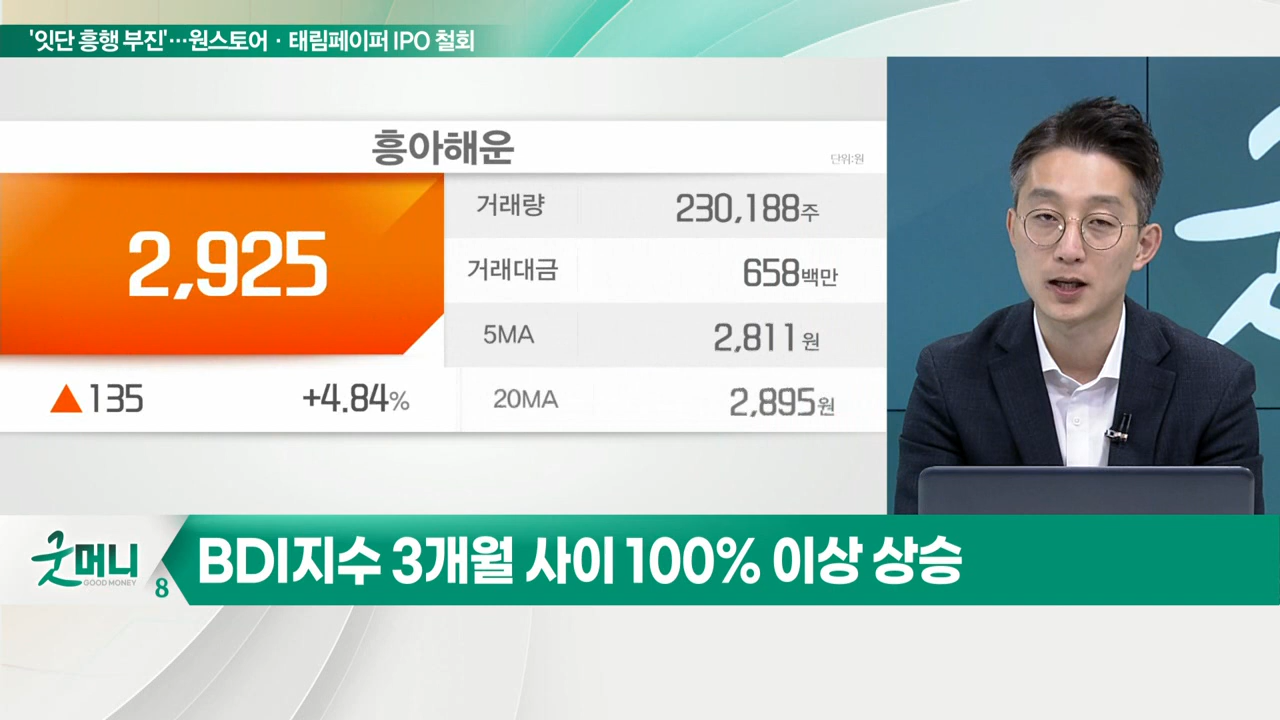 '잇단 흥행 부진'…원스토어 · 태림페이퍼 IPO 철회
흥아해운
단위:원
2,925
▲135 +4.84%
거래량 230,188주
거래대금 658백만
5MA 2,811원
20MA 2,895원
굿머니
GOOD MONEY
8
BDI지수 3개월 사이 100% 이상 상승